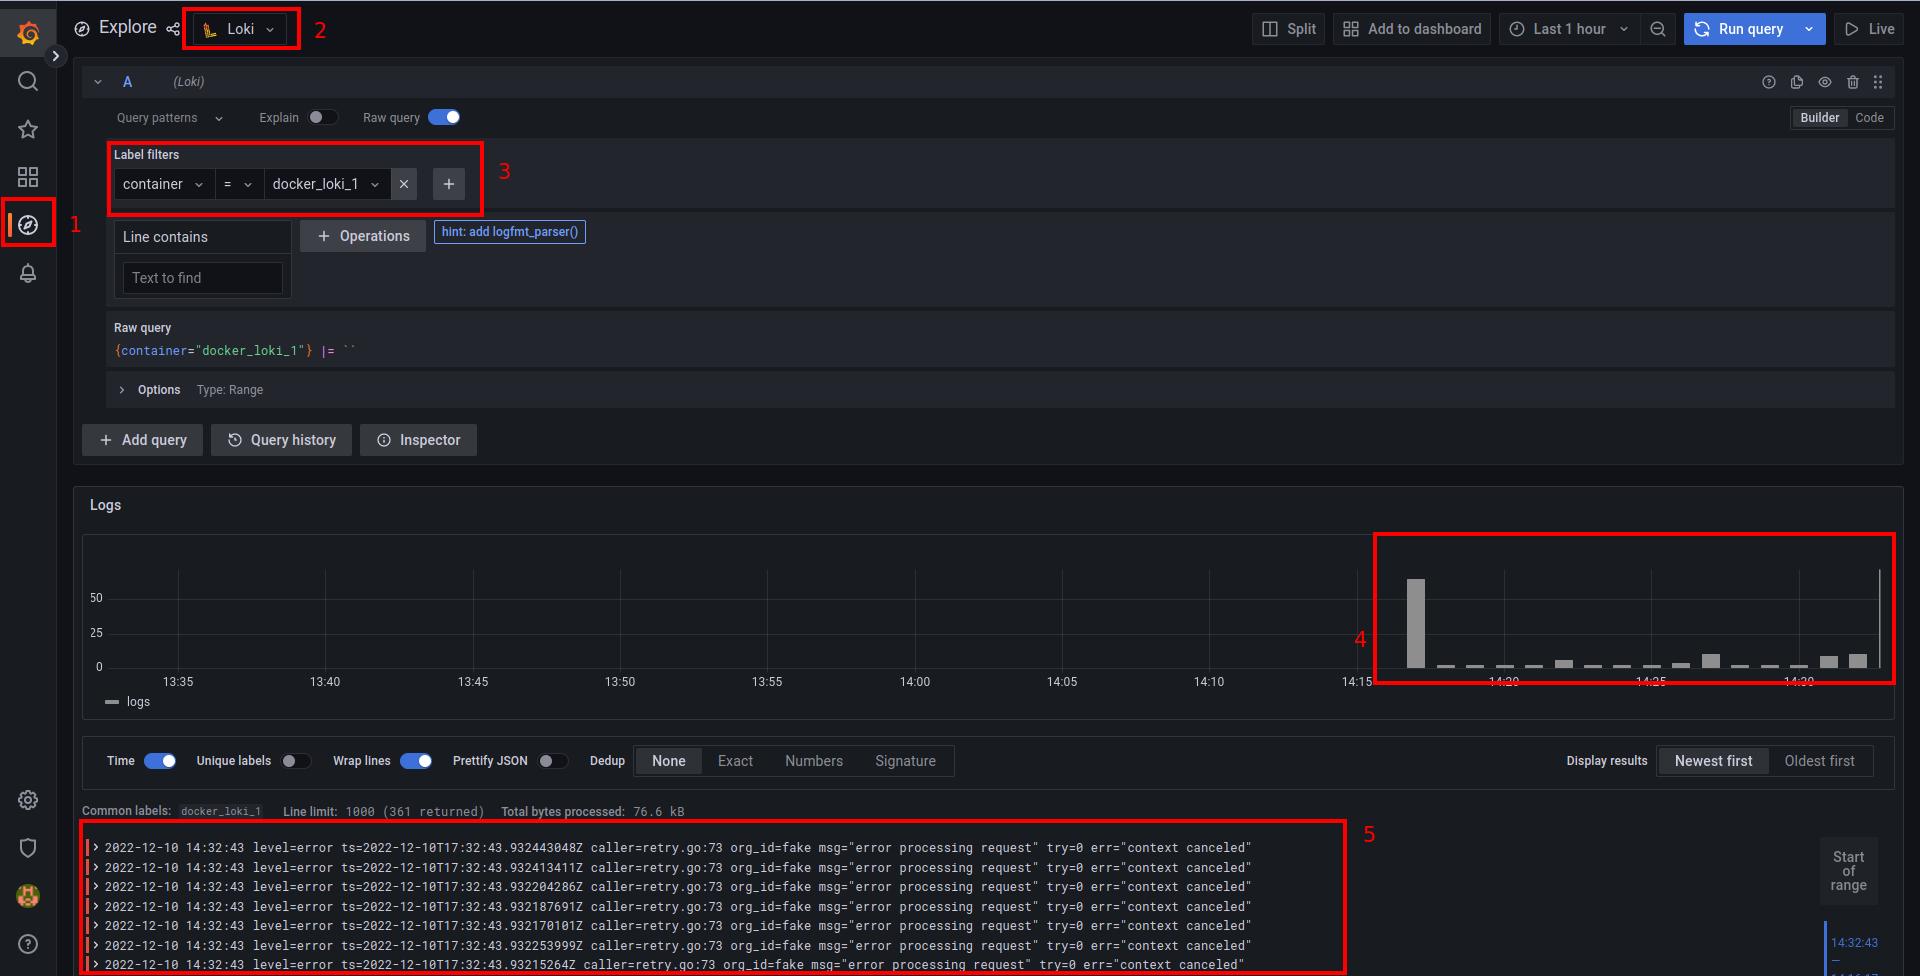 Explore Loki 2 Split Add to dashboard Last 1 hour Run query Live
A (Loki)
Query patterns Explain Raw query Builder Code
Label filters
3
container = docker_loki_1 × +
1
Line contains + Operations hint: add logfmt_parser()
Text to find
Raw query
{container="docker_loki_1"} |= ``
Options Type: Range
+ Add query Query history Inspector
Logs
50
25
4
0
13:35 13:40 13:45 13:50 13:55 14:00 14:05 14:10 14:15 14:20 14:25 14:30
logs
Time Unique labels Wrap lines Prettify JSON Dedup None Exact Numbers Signature Display results Newest first Oldest first
Common labels: docker_loki_1 Line limit: 1000 (361 returned) Total bytes processed: 76.6 kB
5
2022-12-10 14:32:43 level=error ts=2022-12-10T17:32:43.932443048Z caller=retry.go:73 org_id=fake msg="error processing request" try=0 err="context canceled"
2022-12-10 14:32:43 level=error ts=2022-12-10T17:32:43.932413411Z caller=retry.go:73 org_id=fake msg="error processing request" try=0 err="context canceled"
2022-12-10 14:32:43 level=error ts=2022-12-10T17:32:43.932204286Z caller=retry.go:73 org_id=fake msg="error processing request" try=0 err="context canceled"
2022-12-10 14:32:43 level=error ts=2022-12-10T17:32:43.932187691Z caller=retry.go:73 org_id=fake msg="error processing request" try=0 err="context canceled"
2022-12-10 14:32:43 level=error ts=2022-12-10T17:32:43.932170101Z caller=retry.go:73 org_id=fake msg="error processing request" try=0 err="context canceled"
2022-12-10 14:32:43 level=error ts=2022-12-10T17:32:43.932253999Z caller=retry.go:73 org_id=fake msg="error processing request" try=0 err="context canceled"
2022-12-10 14:32:43 level=error ts=2022-12-10T17:32:43.93215264Z caller=retry.go:73 org_id=fake msg="error processing request" try=0 err="context canceled"
Start
of
range
14:32:43
—